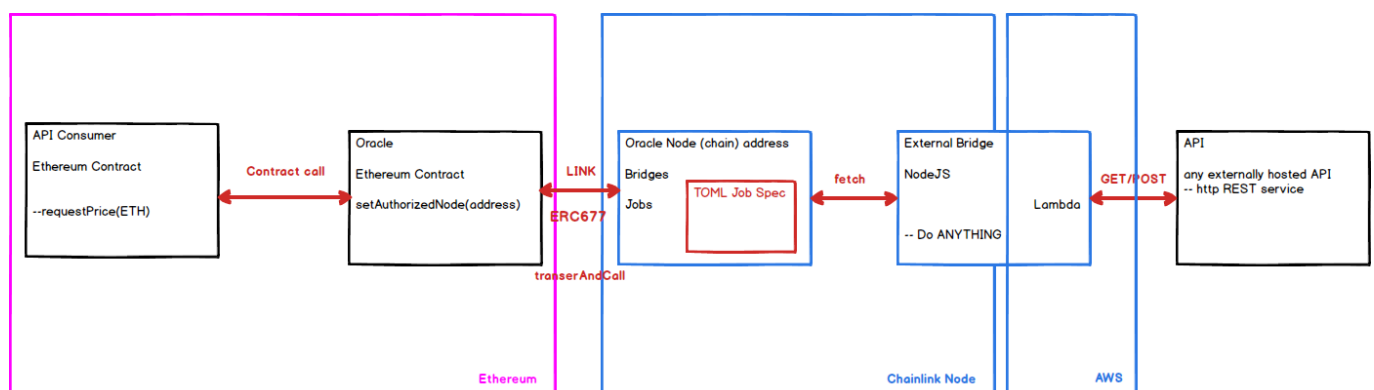 API Consumer
Ethereum Contract
--requestPrice(ETH)
Contract call
Oracle
Ethereum Contract
setAuthorizedNode(address)
LINK
ERC677
transerAndCall
Ethereum
Oracle Node (chain) address
Bridges
Jobs
TOML Job Spec
fetch
Chainlink Node
External Bridge
NodeJS
Lambda
-- Do ANYTHING
AWS
GET/POST
API
any externally hosted API
-- http REST service